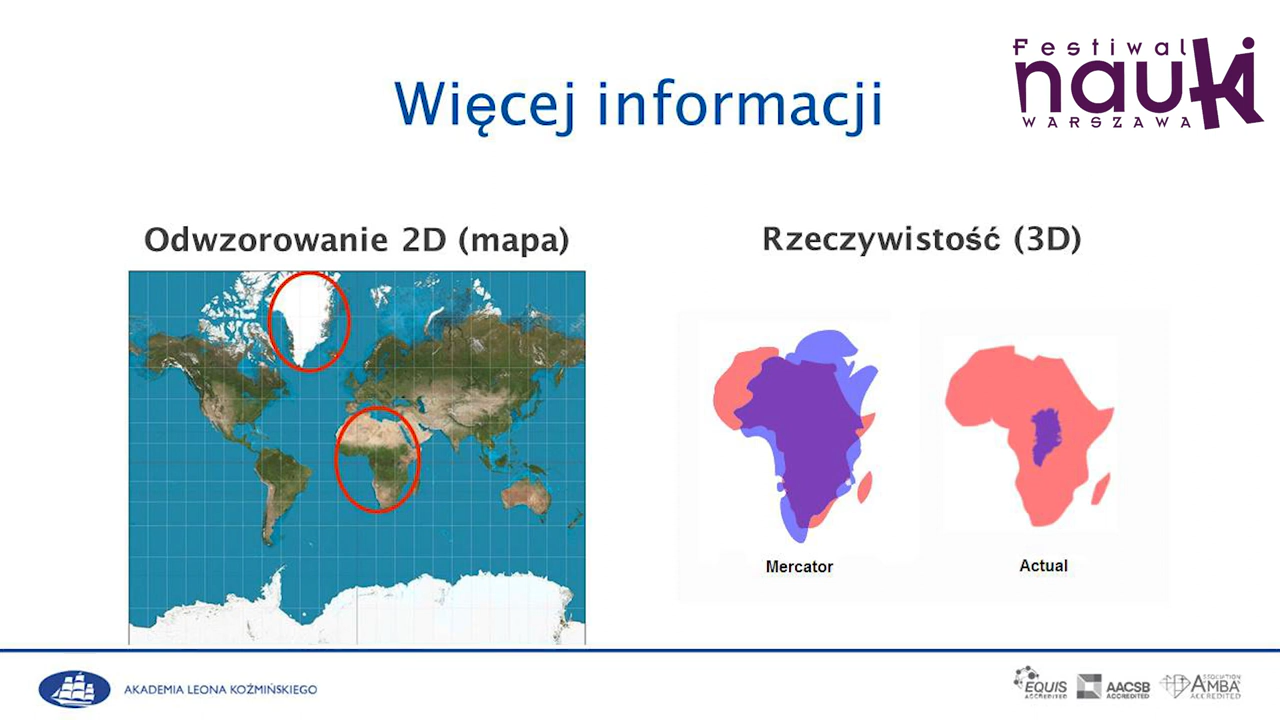 Festiwal
nauki
WARSZAWA
Więcej informacji
Odwzorowanie 2D (mapa)
Rzeczywistość (3D)
Mercator
Actual
AKADEMIA LEONA KOŹMIŃSKIEGO
EQUIS
ACCREDITED
AACSB
ACCREDITED
ASSOCIATION
AMBA
ACCREDITED